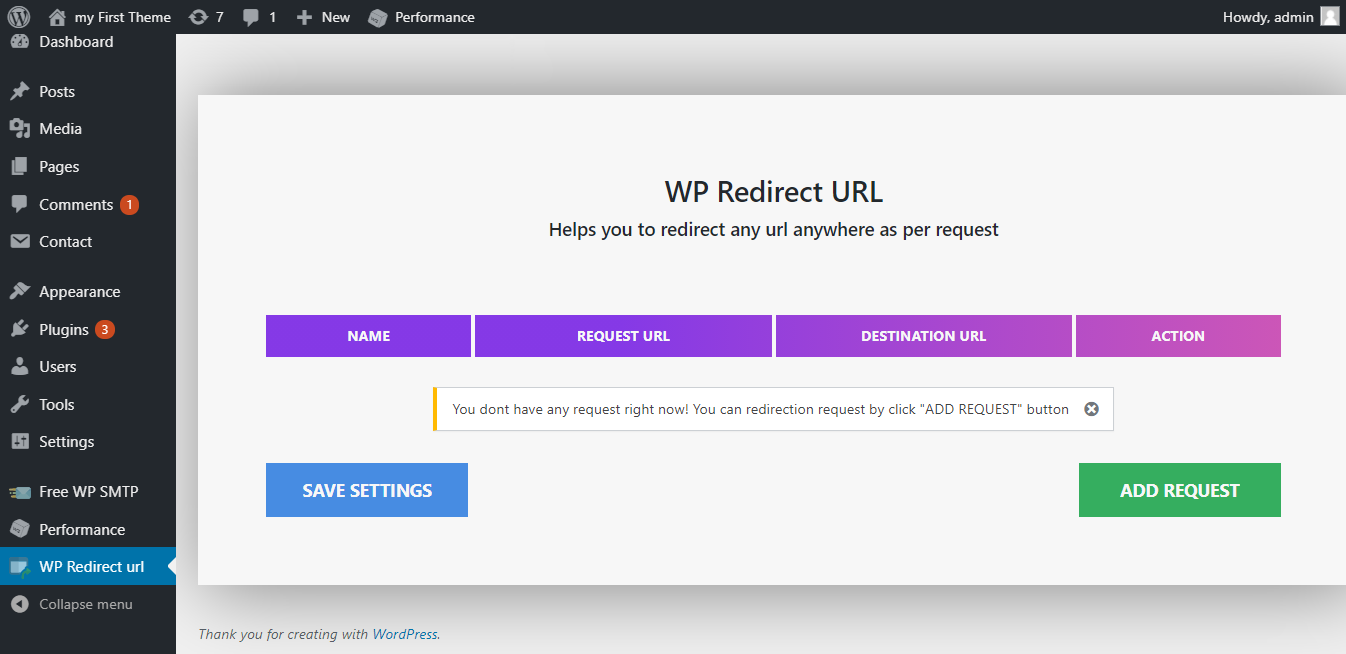 my First Theme 7 1 New Performance Howdy, admin
Dashboard
Posts
Media
Pages
Comments 1
Contact
Appearance
Plugins 3
Users
Tools
Settings
Free WP SMTP
Performance
WP Redirect url
Collapse menu
WP Redirect URL
Helps you to redirect any url anywhere as per request
NAME REQUEST URL DESTINATION URL ACTION
You dont have any request right now! You can redirection request by click "ADD REQUEST" button
SAVE SETTINGS ADD REQUEST
Thank you for creating with WordPress.